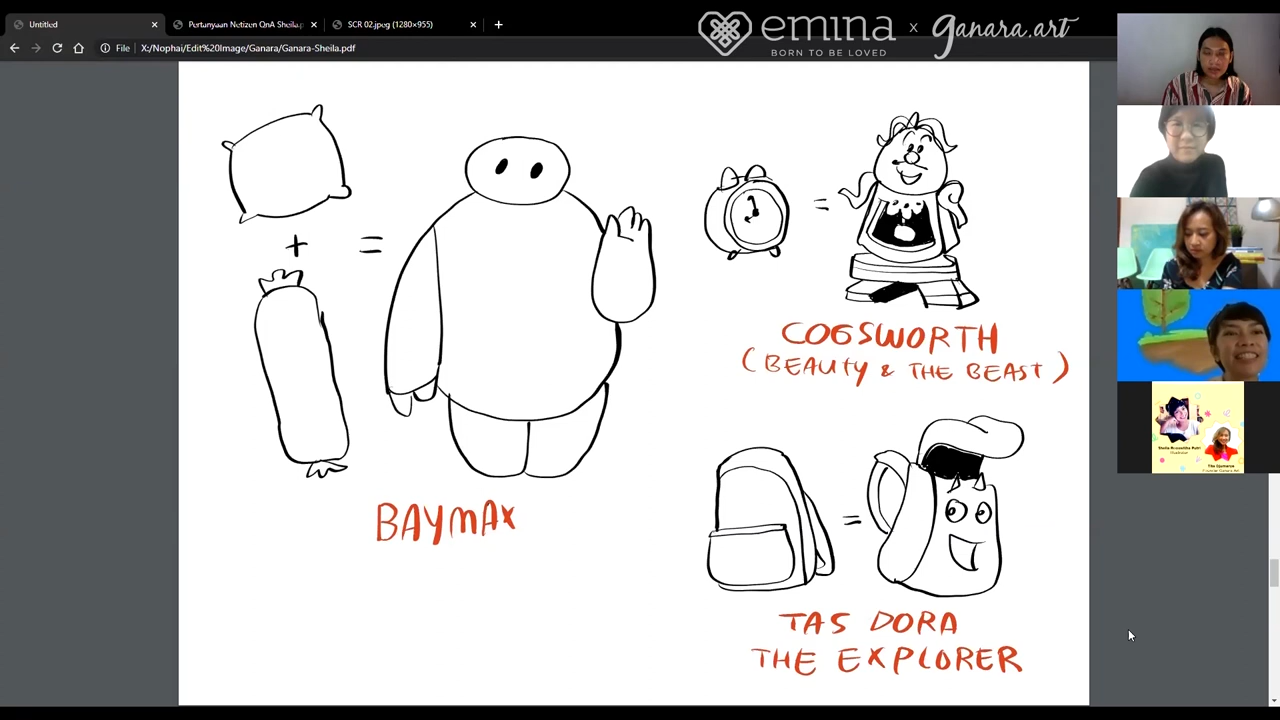 Untitled
Pertanyaan Netizen QnA Sheila.p
SCR 02.jpeg (1280×955)
File
X:/Nophai/Edit%20Image/Ganara/Ganara-Sheila.pdf
emina x ganara.art
BORN TO BE LOVED
+ =
=
COGSWORTH
(BEAUTY & THE BEAST)
BAYMAX
=
TAS DORA
THE EXPLORER